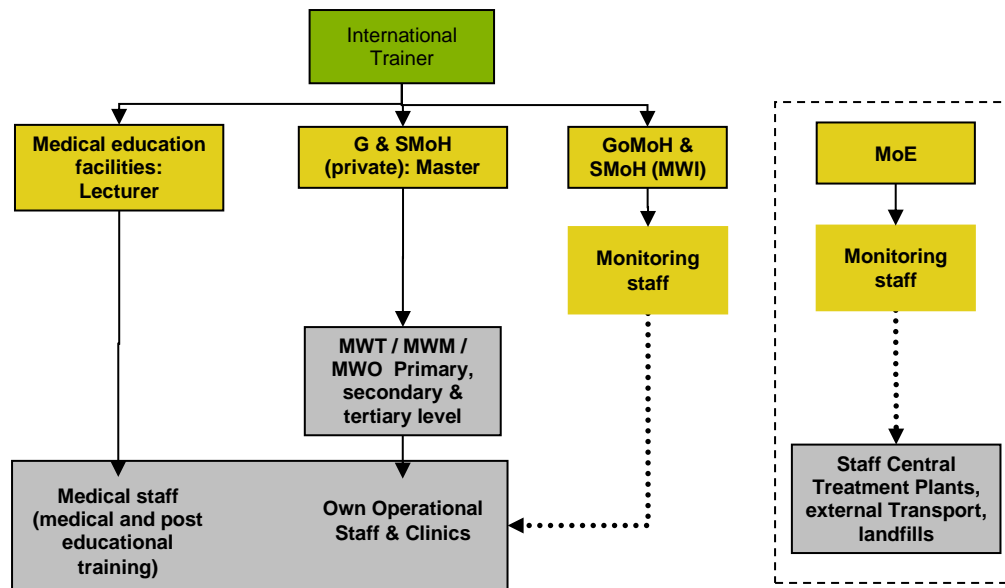 International
Trainer
Medical education
facilities:
Lecturer
G & SMoH
(private): Master
GoMoH &
SMoH (MWI)
MoE
Monitoring
staff
Monitoring
staff
MWT / MWM /
MWO Primary,
secondary &
tertiary level
Medical staff
(medical and post
educational
training)
Own Operational
Staff & Clinics
Staff Central
Treatment Plants,
external Transport,
landfills